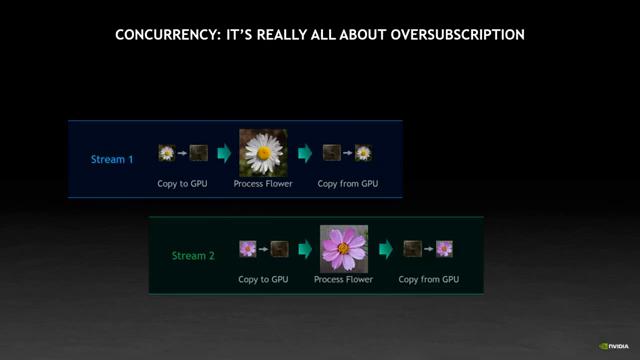 CONCURRENCY: IT'S REALLY ALL ABOUT OVERSUBSCRIPTION
Stream 1
Copy to GPU
Process Flower
Copy from GPU
Stream 2
Copy to GPU
Process Flower
Copy from GPU
NVIDIA